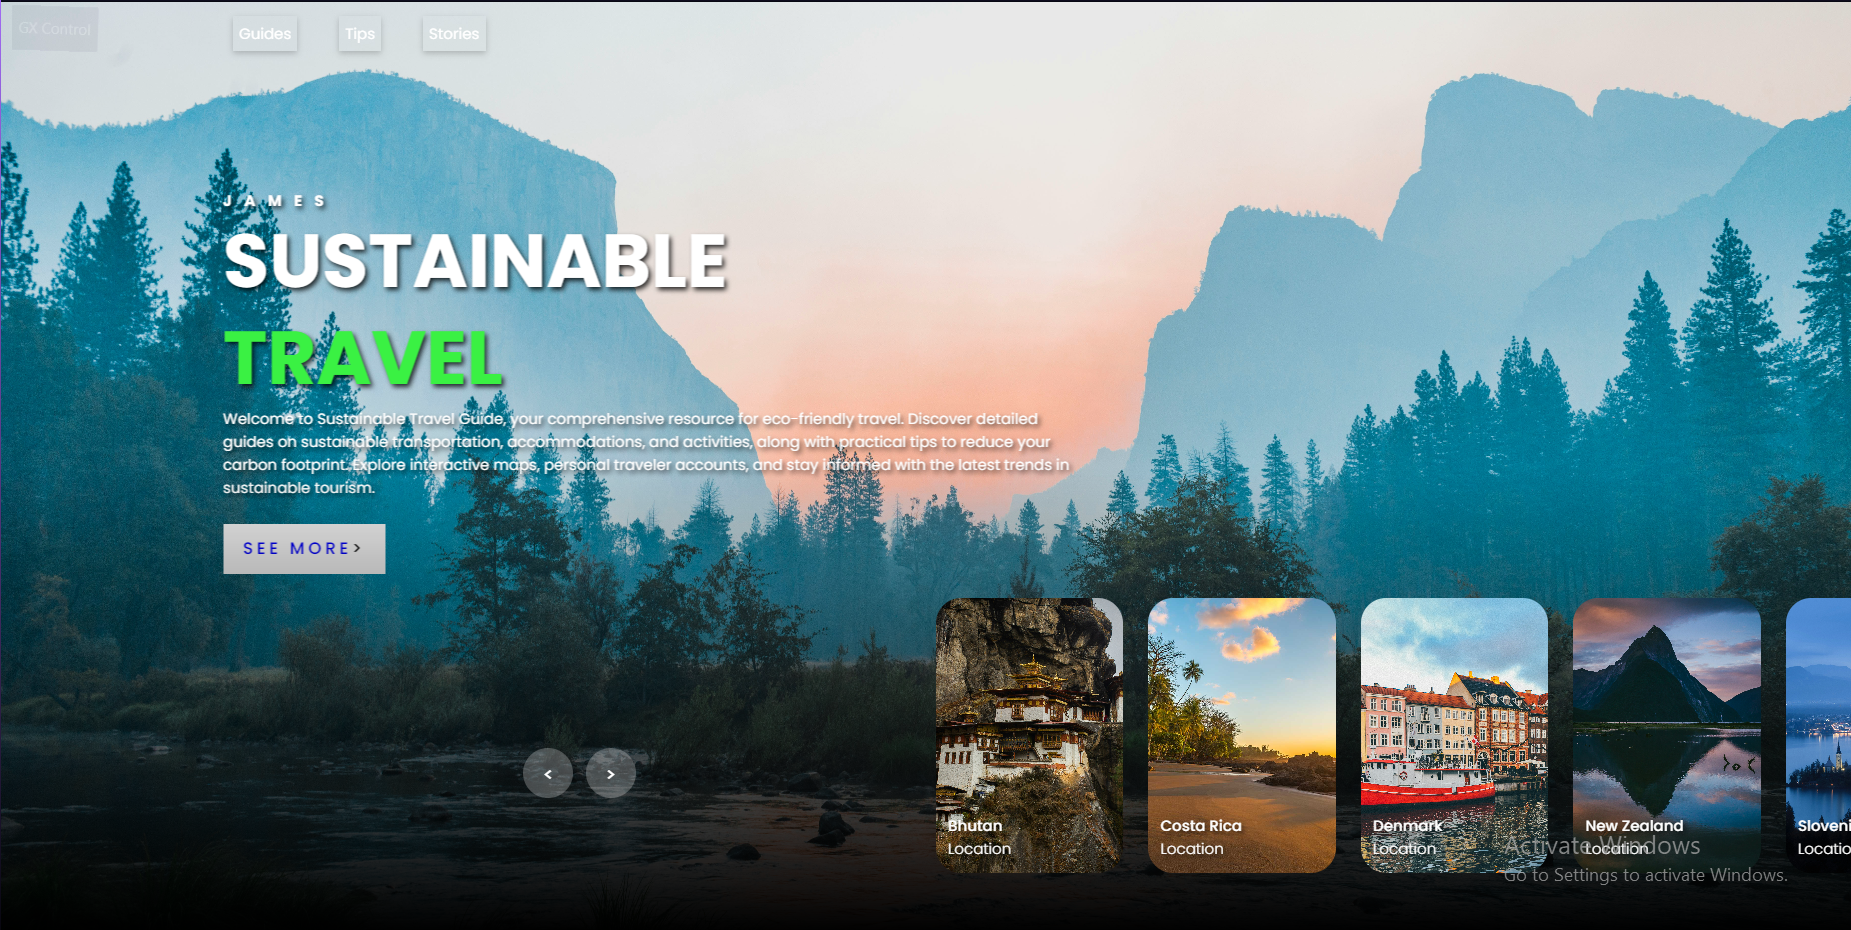 GX Control
Guides
Tips
Stories
JAMES
SUSTAINABLE
TRAVEL
Welcome to Sustainable Travel Guide, your comprehensive resource for eco-friendly travel. Discover detailed
guides on sustainable transportation, accommodations, and activities, along with practical tips to reduce your
carbon footprint. Explore interactive maps, personal traveler accounts, and stay informed with the latest trends in
sustainable tourism.
SEE MORE>
< >
Bhutan
Location
Costa Rica
Location
Denmark
Location
New Zealand
Location
Sloveni
Locatio
Activate Windows
Go to Settings to activate Windows.